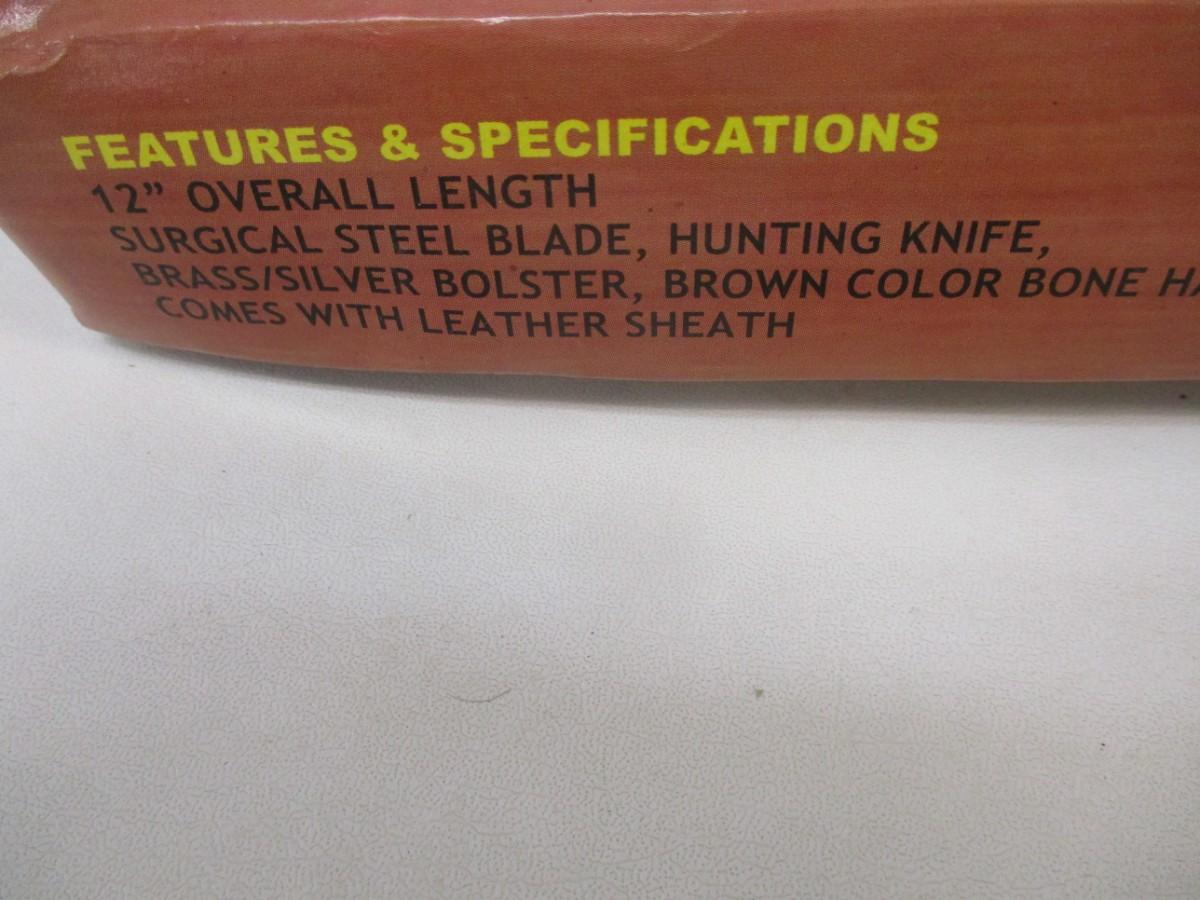 FEATURES & SPECIFICATIONS
12” OVERALL LENGTH
SURGICAL STEEL BLADE, HUNTING KNIFE,
BRASS/SILVER BOLSTER, BROWN COLOR BONE
COMES WITH LEATHER SHEATH